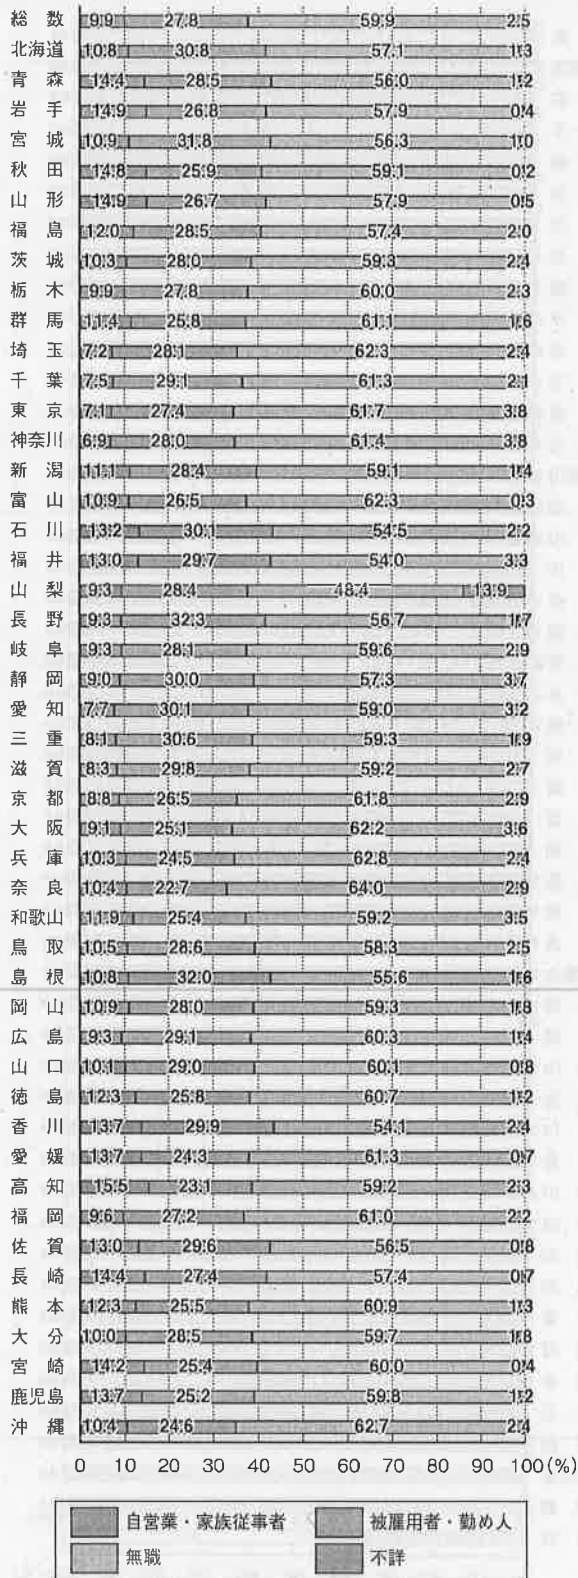 総数 9.9 27.8 59.9 2.5
北海道 10.8 30.8 57.1 1.3
青森 14.4 28.5 56.0 1.2
岩手 14.9 26.8 57.9 0.4
宮城 10.9 31.8 56.3 1.0
秋田 14.8 25.9 59.1 0.2
山形 14.9 26.7 57.9 0.5
福島 12.0 28.5 57.4 2.0
茨城 10.3 28.0 59.3 2.4
栃木 9.9 27.8 60.0 2.3
群馬 11.4 25.8 61.1 1.6
埼玉 7.2 28.1 62.3 2.4
千葉 7.5 29.1 61.3 2.1
東京 7.1 27.4 61.7 3.8
神奈川 6.9 28.0 61.4 3.8
新潟 11.1 28.4 59.1 1.4
富山 10.9 26.5 62.3 0.3
石川 13.2 30.1 54.5 2.2
福井 13.0 29.7 54.0 3.3
山梨 9.3 28.4 48.4 13.9
長野 9.3 32.3 56.7 1.7
岐阜 9.3 28.1 59.6 2.9
静岡 9.0 30.0 57.3 3.7
愛知 7.7 30.1 59.0 3.2
三重 8.1 30.6 59.3 1.9
滋賀 8.3 29.8 59.2 2.7
京都 8.8 26.5 61.8 2.9
大阪 9.1 25.1 62.2 3.6
兵庫 10.3 24.5 62.8 2.4
奈良 10.4 22.7 64.0 2.9
和歌山 11.9 25.4 59.2 3.5
鳥取 10.5 28.6 58.3 2.5
島根 10.8 32.0 55.6 1.6
岡山 10.9 28.0 59.3 1.8
広島 9.3 29.1 60.3 1.4
山口 10.1 29.0 60.1 0.8
徳島 12.3 25.8 60.7 1.2
香川 13.7 29.9 54.1 2.4
愛媛 13.7 24.3 61.3 0.7
高知 15.5 23.1 59.2 2.3
福岡 9.6 27.2 61.0 2.2
佐賀 13.0 29.6 56.5 0.8
長崎 14.4 27.4 57.4 0.7
熊本 12.3 25.5 60.9 1.3
大分 10.0 28.5 59.7 1.8
宮崎 14.2 25.4 60.0 0.4
鹿児島 13.7 25.2 59.8 1.2
沖縄 10.4 24.6 62.7 2.4
0 10 20 30 40 50 60 70 80 90 100(%)
自営業・家族従事者 被雇用者・勤め人
無職 不詳